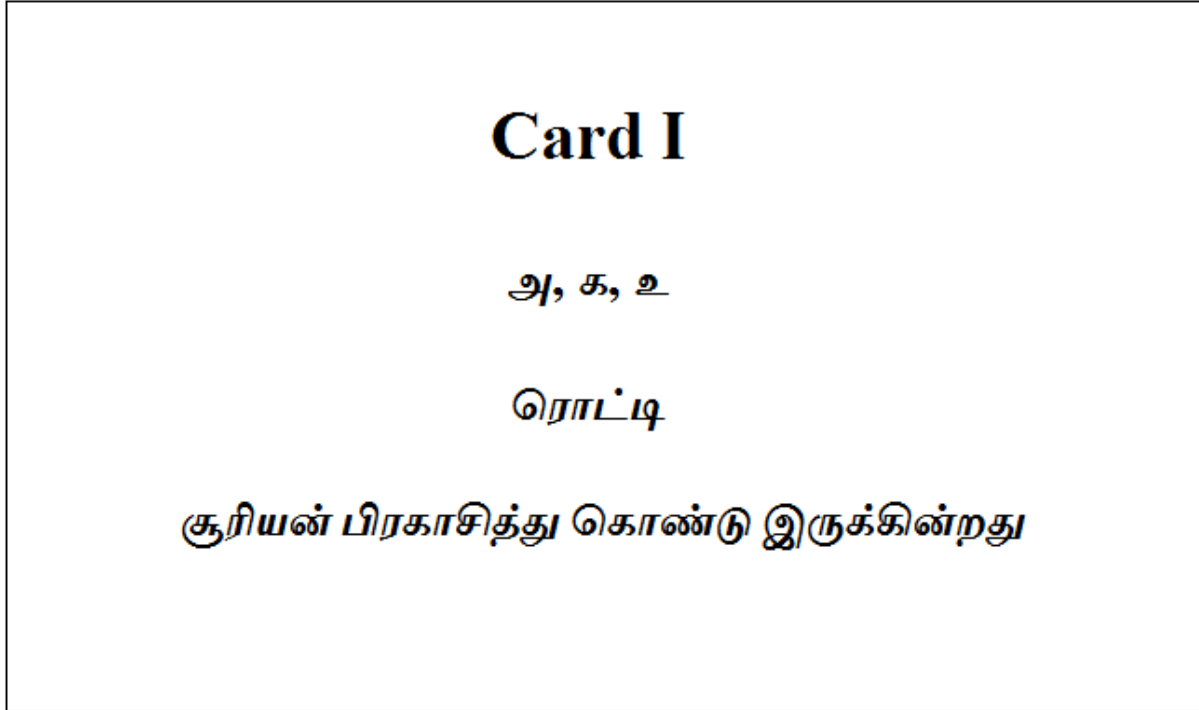 Card I
அ, க, உ
ரொட்டி
சூரியன் பிரகாசித்து கொண்டு இருக்கின்றது